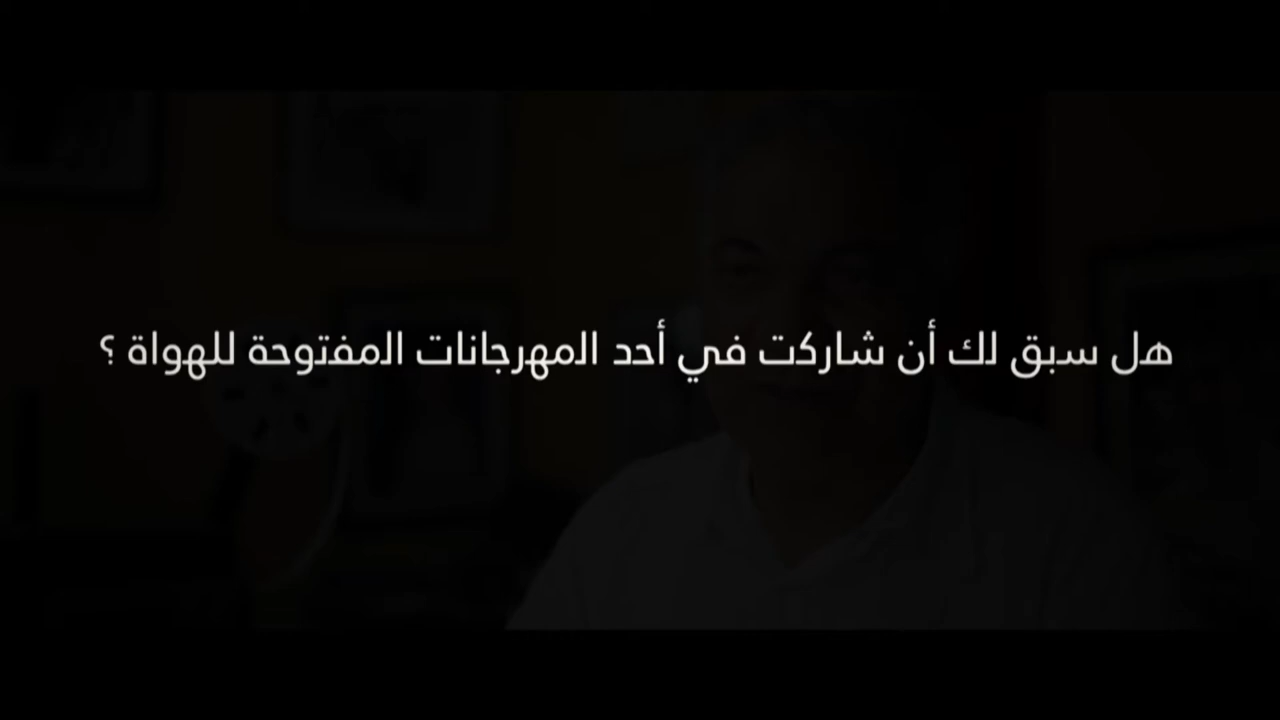 هل سبق لك أن شاركت في أحد المهرجانات المفتوحة للهواة ؟